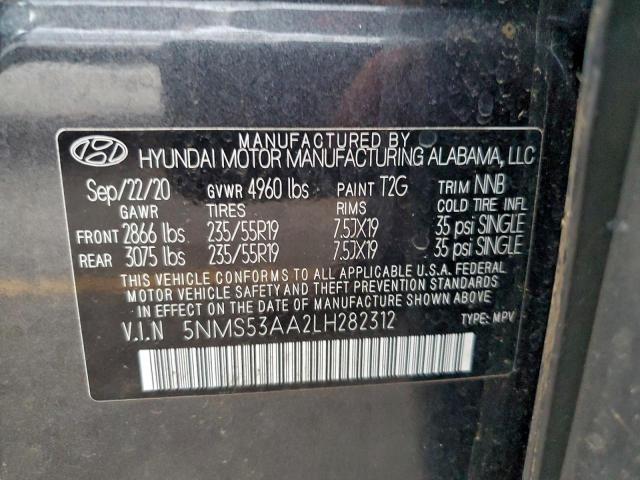 MANUFACTURED BY
HYUNDAI MOTOR MANUFACTURING ALABAMA, LLC
Sep/22/20 GVWR 4960 lbs PAINT T2G TRIM NNB
GAWR TIRES RIMS COLD TIRE INFL
FRONT 2866 lbs 235/55R19 7.5JX19 35 psi SINGLE
REAR 3075 lbs 235/55R19 7.5JX19 35 psi SINGLE
THIS VEHICLE CONFORMS TO ALL APPLICABLE U.S.A. FEDERAL
MOTOR VEHICLE SAFETY AND THEFT PREVENTION STANDARDS
IN EFFECT ON THE DATE OF MANUFACTURE SHOWN ABOVE.
V.I.N 5NMS53AA2LH282312 TYPE: MPV